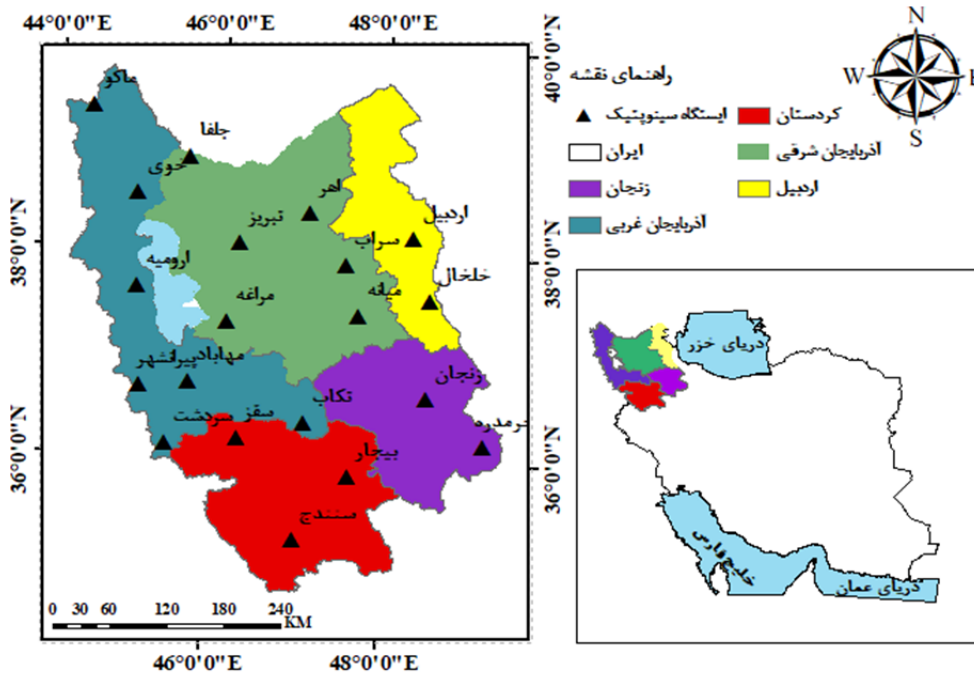 44°0'0"E 46°0'0"E 48°0'0"E
40°0'0"N
38°0'0"N
38°0'0"N
36°0'0"N
36°0'0"N
46°0'0"E 48°0'0"E
ماکو
جلفا
خوی
اهر
تبریز
اردبیل
سراب
ارومیه
خلخال
مراغه
میانه
پیرانشهر
مهاباد
زنجان
تکاب
سردشت
سقز
خرمدره
بیجار
سنندج
0 30 60 120 180 240
KM
N
W E
S
راهنمای نقشه
ایستگاه سینوپتیک
کردستان
ایران
آذربایجان شرقی
زنجان
اردبیل
آذربایجان غربی
دریای خزر
خلیج فارس
دریای عمان